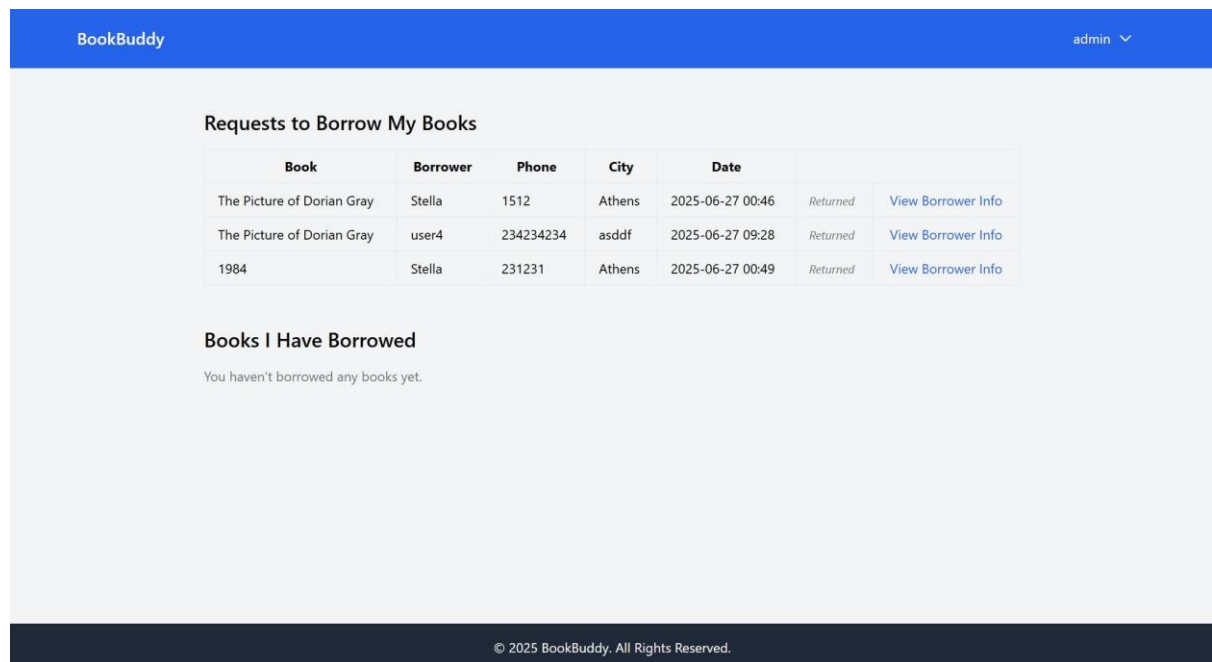 BookBuddy admin
Requests to Borrow My Books
Book Borrower Phone City Date
The Picture of Dorian Gray Stella 1512 Athens 2025-06-27 00:46 Returned View Borrower Info
The Picture of Dorian Gray user4 234234234 asddf 2025-06-27 09:28 Returned View Borrower Info
1984 Stella 231231 Athens 2025-06-27 00:49 Returned View Borrower Info
Books I Have Borrowed
You haven't borrowed any books yet.
© 2025 BookBuddy. All Rights Reserved.